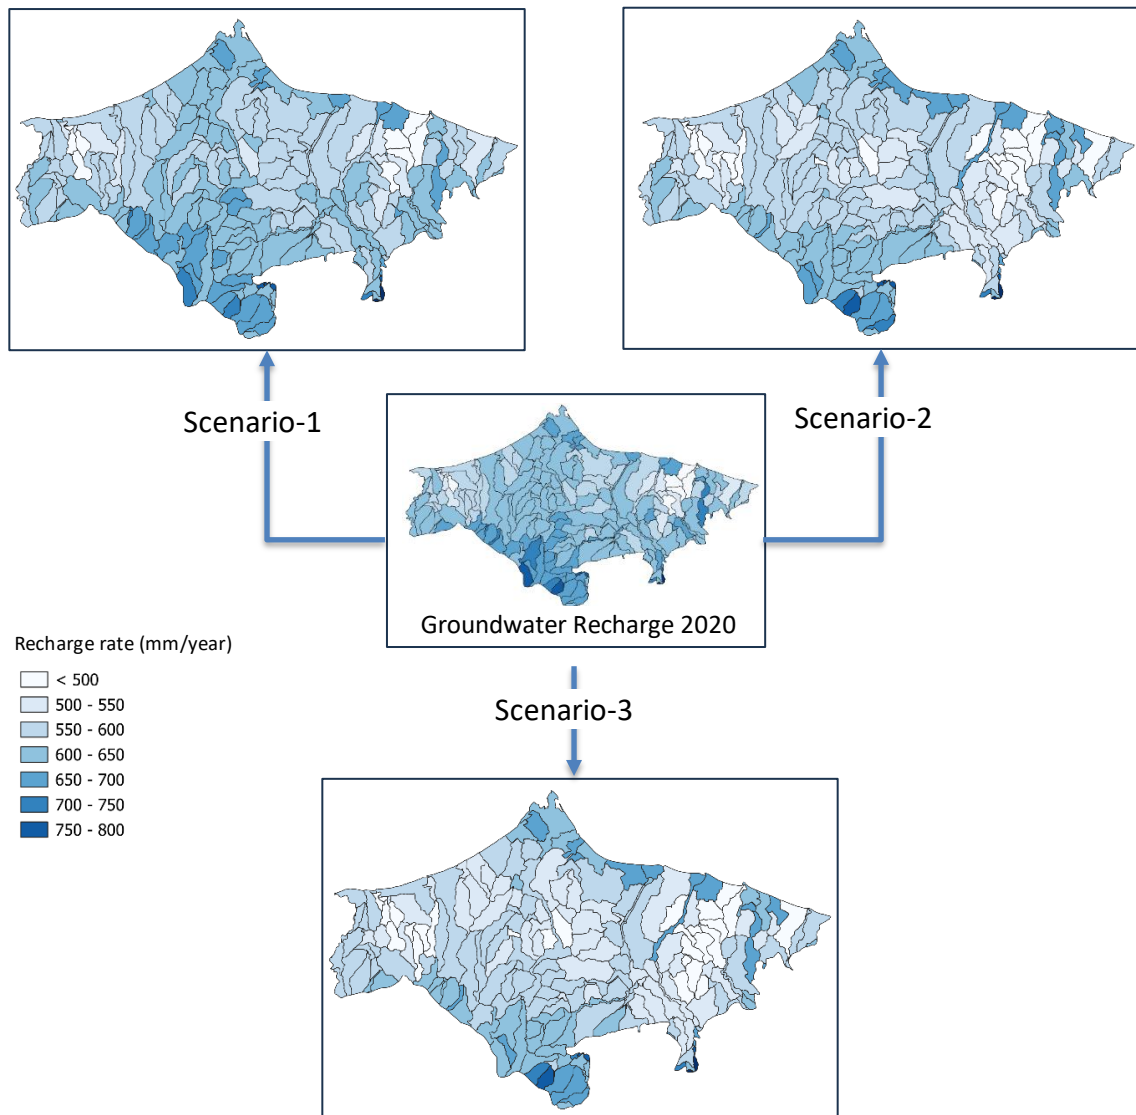 Scenario-1
Scenario-2
Groundwater Recharge 2020
Recharge rate (mm/year)
< 500
500 - 550
550 - 600
600 - 650
650 - 700
700 - 750
750 - 800
Scenario-3